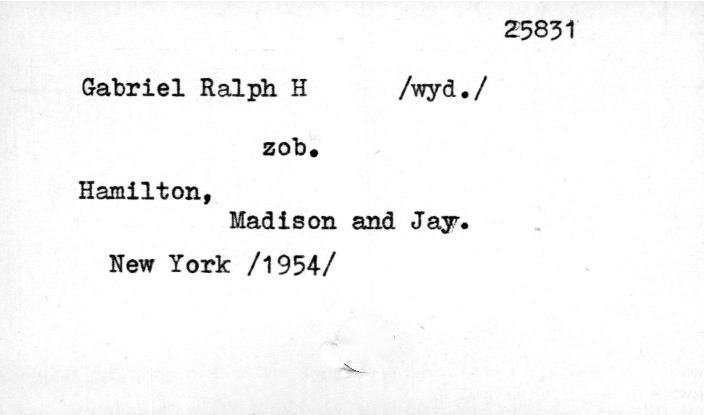 25831
Gabriel Ralph H /wyd./
zob.
Hamilton,
Madison and Jay.
New York /1954/